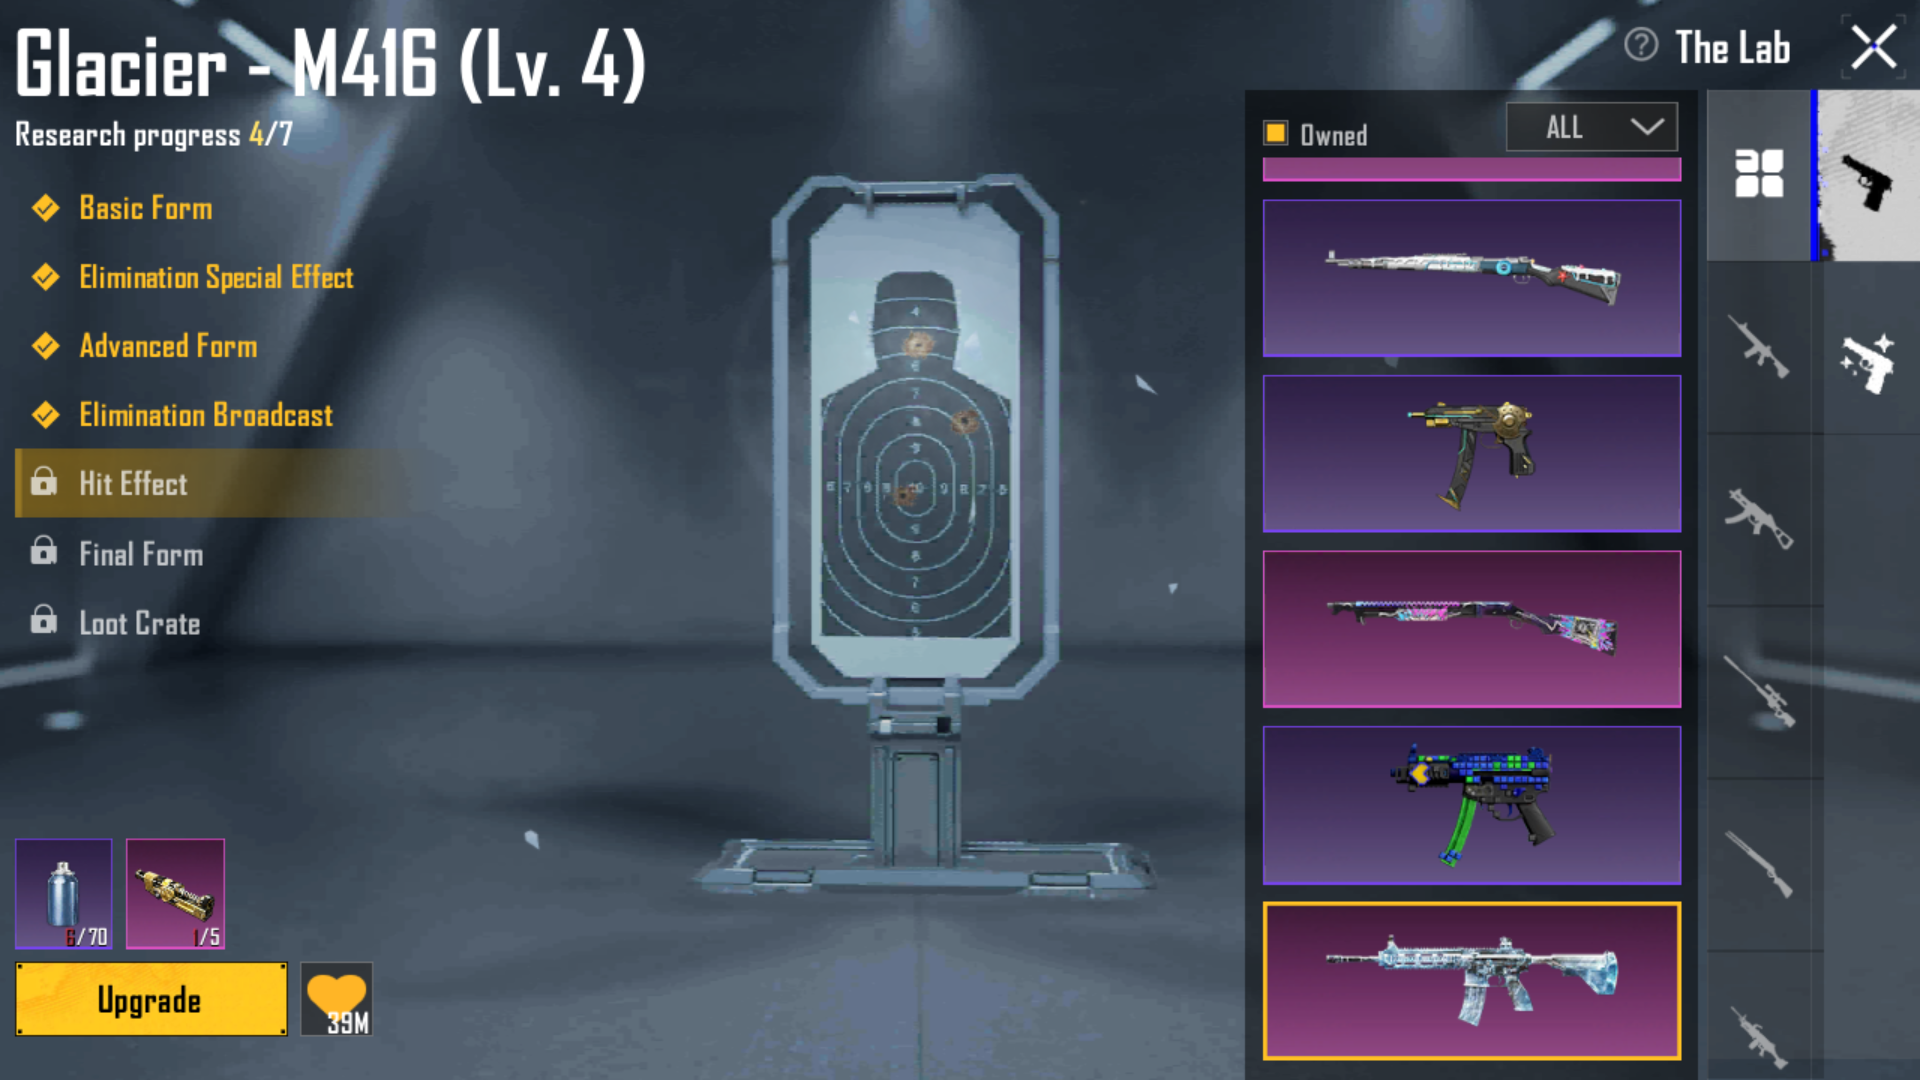 Glacier - M416 (Lv. 4)
Research progress 4/7
Basic Form
Elimination Special Effect
Advanced Form
Elimination Broadcast
Hit Effect
Final Form
Loot Crate
6/70
1/5
Upgrade
39M
? The Lab
Owned
ALL